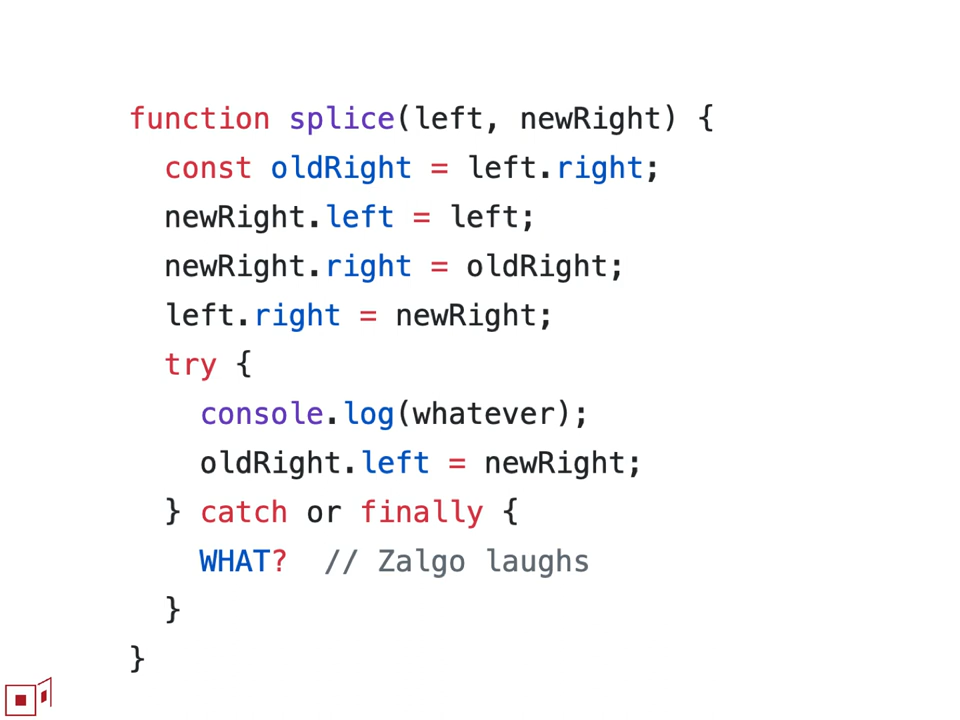 function splice(left, newRight) {
  const oldRight = left.right;
  newRight.left = left;
  newRight.right = oldRight;
  left.right = newRight;
  try {
    console.log(whatever);
    oldRight.left = newRight;
  } catch or finally {
    WHAT?  // Zalgo laughs
  }
}